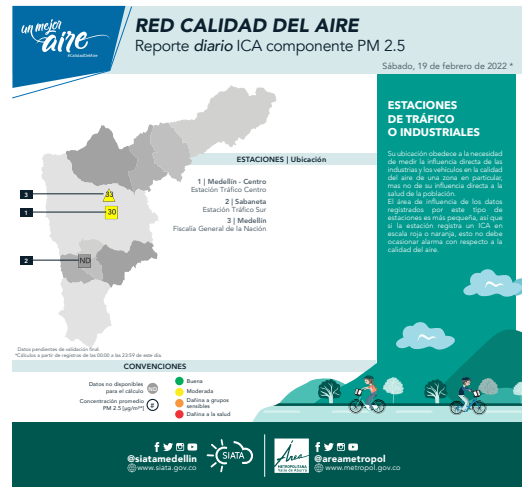 un mejor
aire
#CalidadDelAire
RED CALIDAD DEL AIRE
Reporte diario ICA componente PM 2.5
Sábado, 19 de febrero de 2022 *
ESTACIONES
DE TRÁFICO
O INDUSTRIALES
Su ubicación obedece a la necesidad
de medir la influencia directa de las
industrias y los vehículos en la calidad
del aire de una zona en particular,
mas no de su influencia directa a la
salud de la población.
El área de influencia de los datos
registrados por este tipo de
estaciones es más pequeña, así que
si la estación registra un ICA en
escala roja o naranja, esto no debe
ocasionar alarma con respecto a la
calidad del aire.
ESTACIONES | Ubicación
1 | Medellín - Centro
Estación Tráfico Centro
2 | Sabaneta
Estación Tráfico Sur
3 | Medellín
Fiscalía General de la Nación
3
33
1
30
2
ND
Datos pendientes de validación final.
*Cálculos a partir de registros de las 00:00 a las 23:59 de este día.
CONVENCIONES
Datos no disponibles
para el cálculo
ND
Concentración promedio
PM 2.5 [µg/m³*]
#
Buena
Moderada
Dañina a grupos
sensibles
Dañina a la salud
@siatamedellin
www.siata.gov.co
SIATA
Área
METROPOLITANA
Valle de Aburrá
@areametropol
www.metropol.gov.co